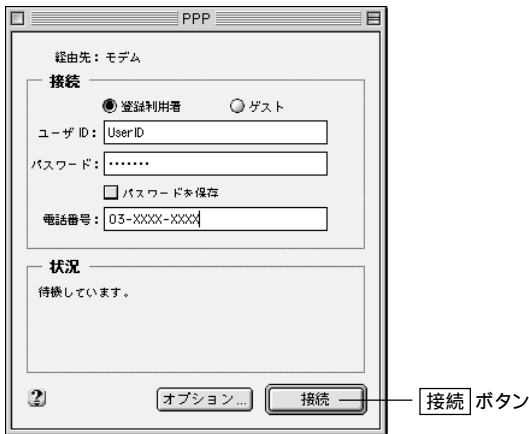 PPP
経由先：モデム
接続
登録利用者 ゲスト
ユーザ ID： UserID
パスワード： ・・・・・・・
パスワードを保存
電話番号： 03-XXXX-XXXX
状況
待機しています。
? オプション... 接続 接続 ボタン